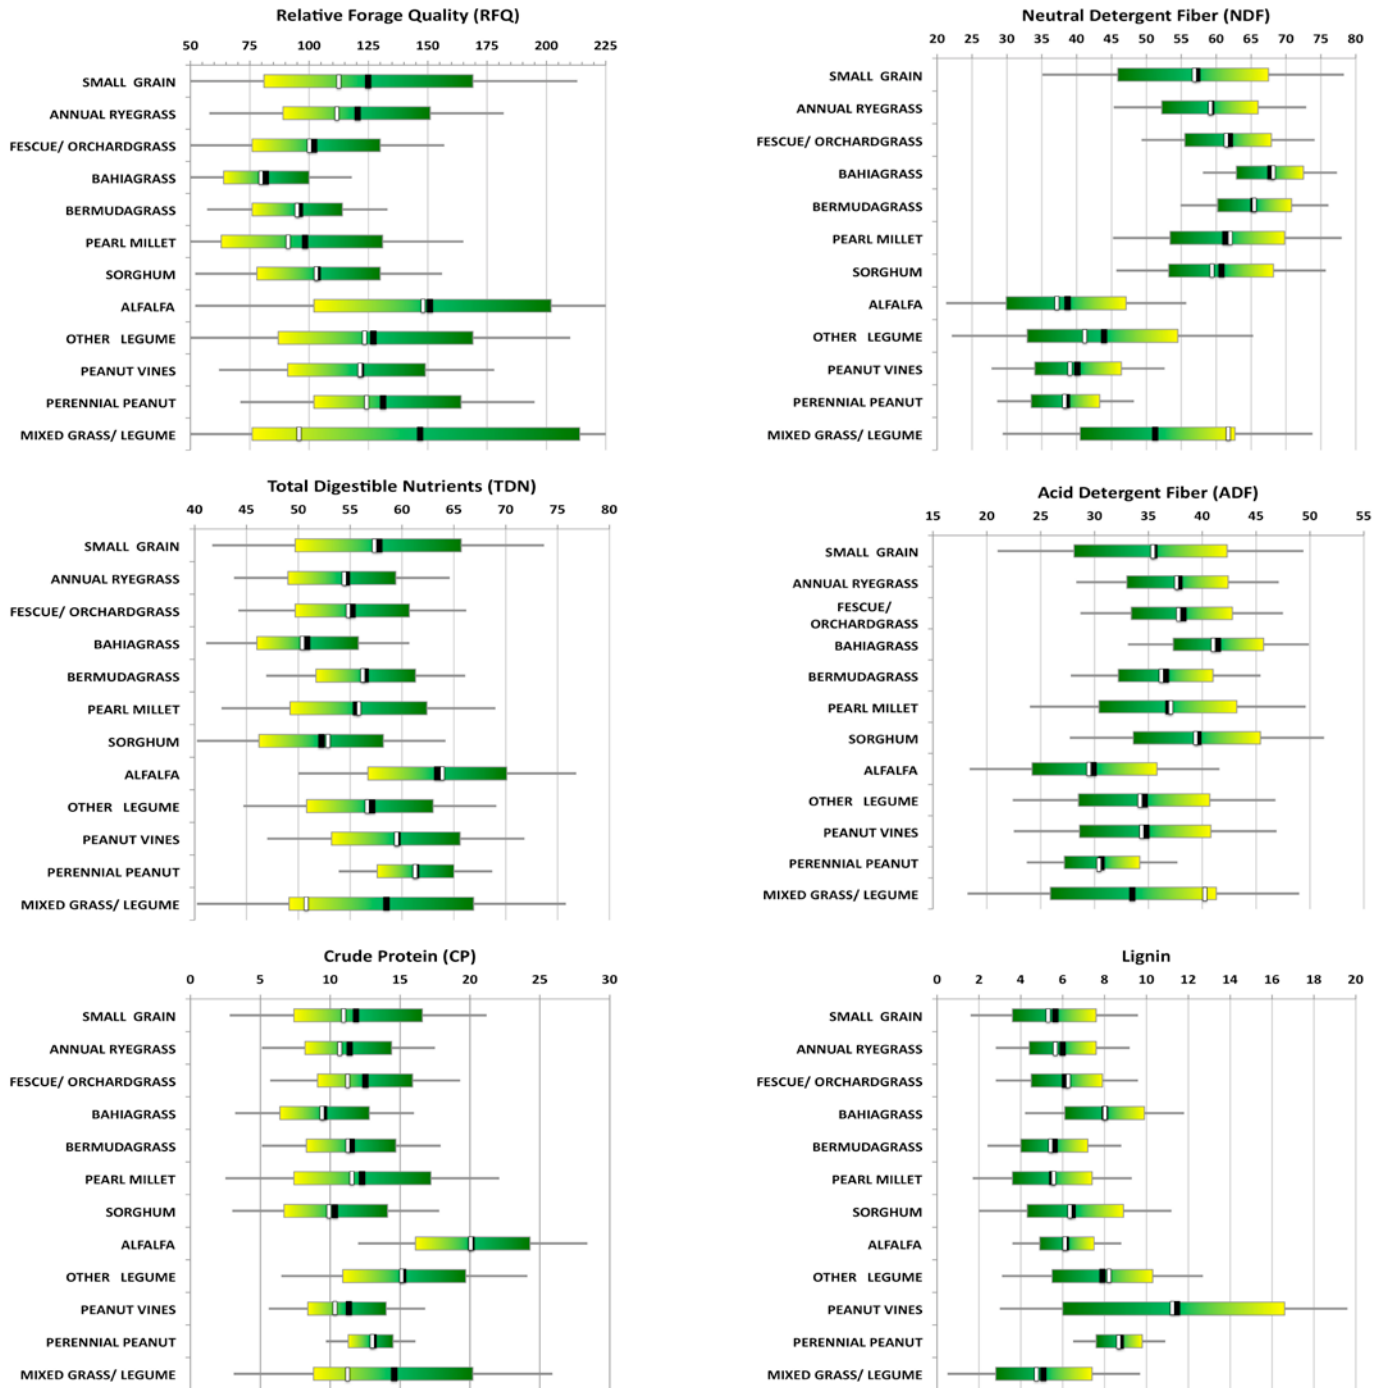 Relative Forage Quality (RFQ)
50 75 100 125 150 175 200 225
SMALL GRAIN
ANNUAL RYEGRASS
FESCUE/ ORCHARDGRASS
BAHIAGRASS
BERMUDAGRASS
PEARL MILLET
SORGHUM
ALFALFA
OTHER LEGUME
PEANUT VINES
PERENNIAL PEANUT
MIXED GRASS/ LEGUME
Neutral Detergent Fiber (NDF)
20 25 30 35 40 45 50 55 60 65 70 75 80
SMALL GRAIN
ANNUAL RYEGRASS
FESCUE/ ORCHARDGRASS
BAHIAGRASS
BERMUDAGRASS
PEARL MILLET
SORGHUM
ALFALFA
OTHER LEGUME
PEANUT VINES
PERENNIAL PEANUT
MIXED GRASS/ LEGUME
Total Digestible Nutrients (TDN)
40 45 50 55 60 65 70 75 80
SMALL GRAIN
ANNUAL RYEGRASS
FESCUE/ ORCHARDGRASS
BAHIAGRASS
BERMUDAGRASS
PEARL MILLET
SORGHUM
ALFALFA
OTHER LEGUME
PEANUT VINES
PERENNIAL PEANUT
MIXED GRASS/ LEGUME
Acid Detergent Fiber (ADF)
15 20 25 30 35 40 45 50 55
SMALL GRAIN
ANNUAL RYEGRASS
FESCUE/
ORCHARDGRASS
BAHIAGRASS
BERMUDAGRASS
PEARL MILLET
SORGHUM
ALFALFA
OTHER LEGUME
PEANUT VINES
PERENNIAL PEANUT
MIXED GRASS/ LEGUME
Crude Protein (CP)
0 5 10 15 20 25 30
SMALL GRAIN
ANNUAL RYEGRASS
FESCUE/ ORCHARDGRASS
BAHIAGRASS
BERMUDAGRASS
PEARL MILLET
SORGHUM
ALFALFA
OTHER LEGUME
PEANUT VINES
PERENNIAL PEANUT
MIXED GRASS/ LEGUME
Lignin
0 2 4 6 8 10 12 14 16 18 20
SMALL GRAIN
ANNUAL RYEGRASS
FESCUE/ ORCHARDGRASS
BAHIAGRASS
BERMUDAGRASS
PEARL MILLET
SORGHUM
ALFALFA
OTHER LEGUME
PEANUT VINES
PERENNIAL PEANUT
MIXED GRASS/ LEGUME